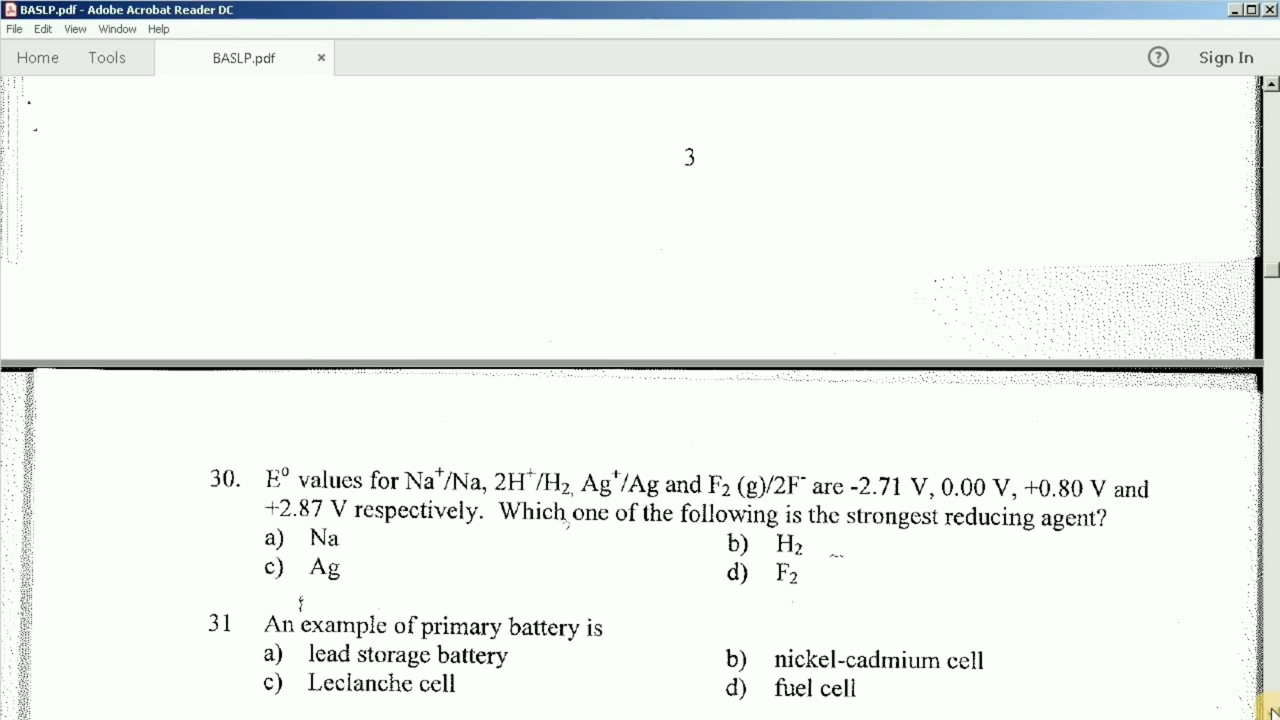 BASLP.pdf - Adobe Acrobat Reader DC
File Edit View Window Help
Home Tools BASLP.pdf × ? Sign In
3
30. E⁰ values for Na⁺/Na, 2H⁺/H₂, Ag⁺/Ag and F₂ (g)/2F⁻ are -2.71 V, 0.00 V, +0.80 V and
+2.87 V respectively. Which one of the following is the strongest reducing agent?
a) Na b) H₂
c) Ag d) F₂
31 An example of primary battery is
a) lead storage battery b) nickel-cadmium cell
c) Leclanche cell d) fuel cell